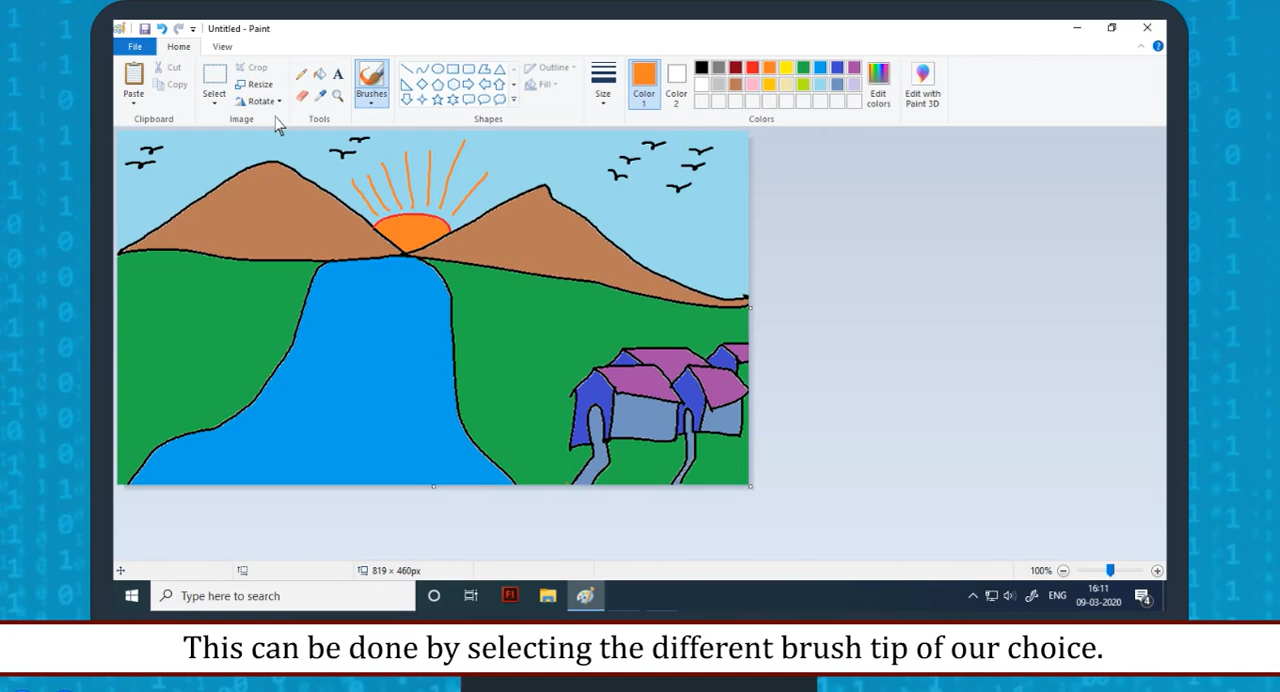 Untitled - Paint
File Home View
Cut
Copy
Paste
Clipboard
Crop
Resize
Rotate
Select
Image
A
Tools
Brushes
Outline
Fill
Shapes
Size
Color 1
Color 2
Edit colors
Edit with Paint 3D
Colors
819 × 460px
100%
Type here to search
Fl
ENG
16:11
09-03-2020
4
This can be done by selecting the different brush tip of our choice.